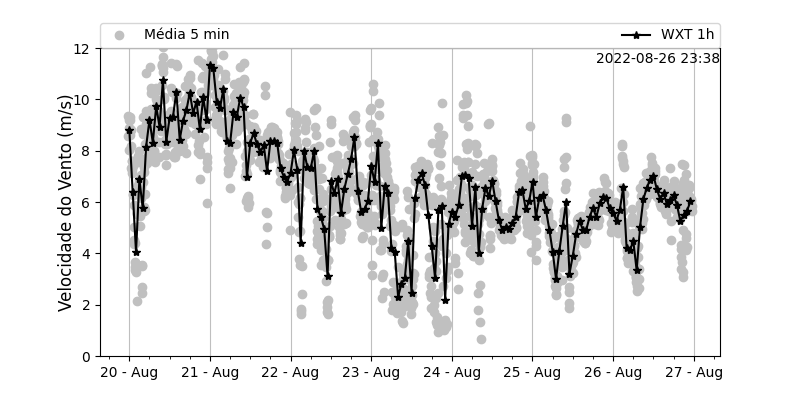 Média 5 min
WXT 1h
2022-08-26 23:38
Velocidade do Vento (m/s)
12
10
8
6
4
2
0
20 - Aug
21 - Aug
22 - Aug
23 - Aug
24 - Aug
25 - Aug
26 - Aug
27 - Aug